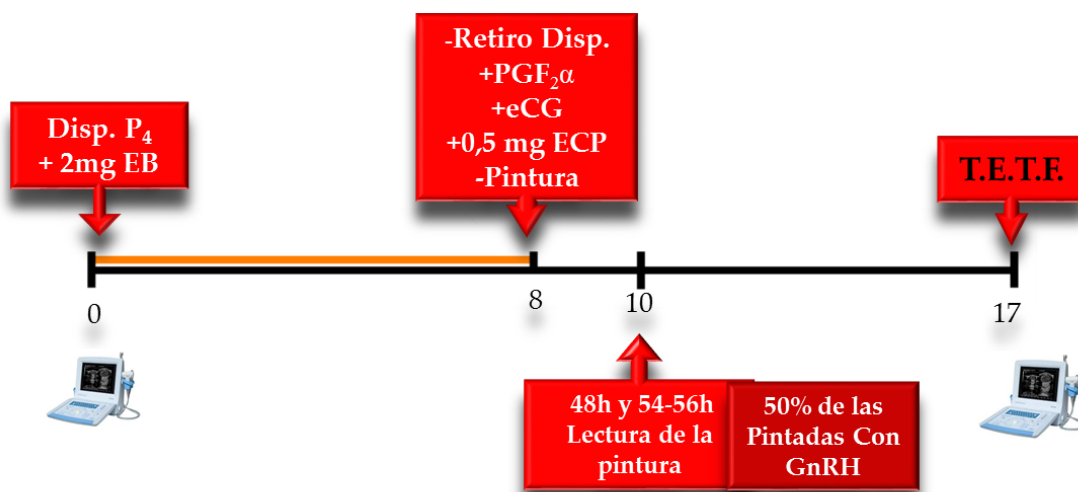 -Retiro Disp.
+PGF₂α
+eCG
+0,5 mg ECP
-Pintura
Disp. P₄
+ 2mg EB
T.E.T.F.
0
8
10
17
48h y 54-56h
Lectura de la
pintura
50% de las
Pintadas Con
GnRH